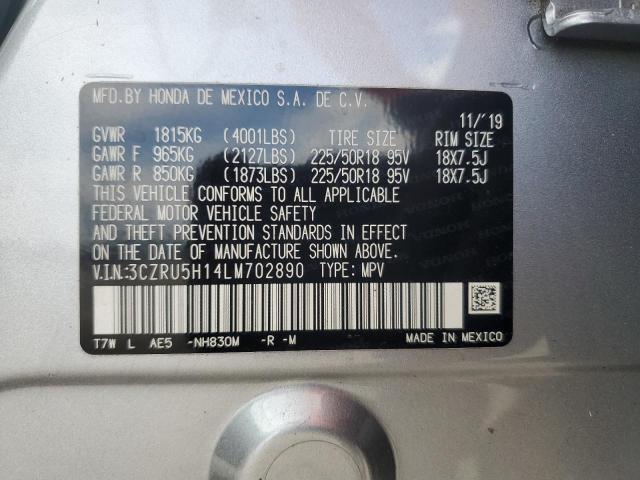 MFD. BY HONDA DE MEXICO S.A. DE C.V.
11/'19
GVWR 1815KG (4001LBS) TIRE SIZE RIM SIZE
GAWR F 965KG (2127LBS) 225/50R18 95V 18X7.5J
GAWR R 850KG (1873LBS) 225/50R18 95V 18X7.5J
THIS VEHICLE CONFORMS TO ALL APPLICABLE
FEDERAL MOTOR VEHICLE SAFETY
AND THEFT PREVENTION STANDARDS IN EFFECT
ON THE DATE OF MANUFACTURE SHOWN ABOVE.
V.I.N.:3CZRU5H14LM702890 TYPE: MPV
T7W L AE5 -NH830M -R -M MADE IN MEXICO